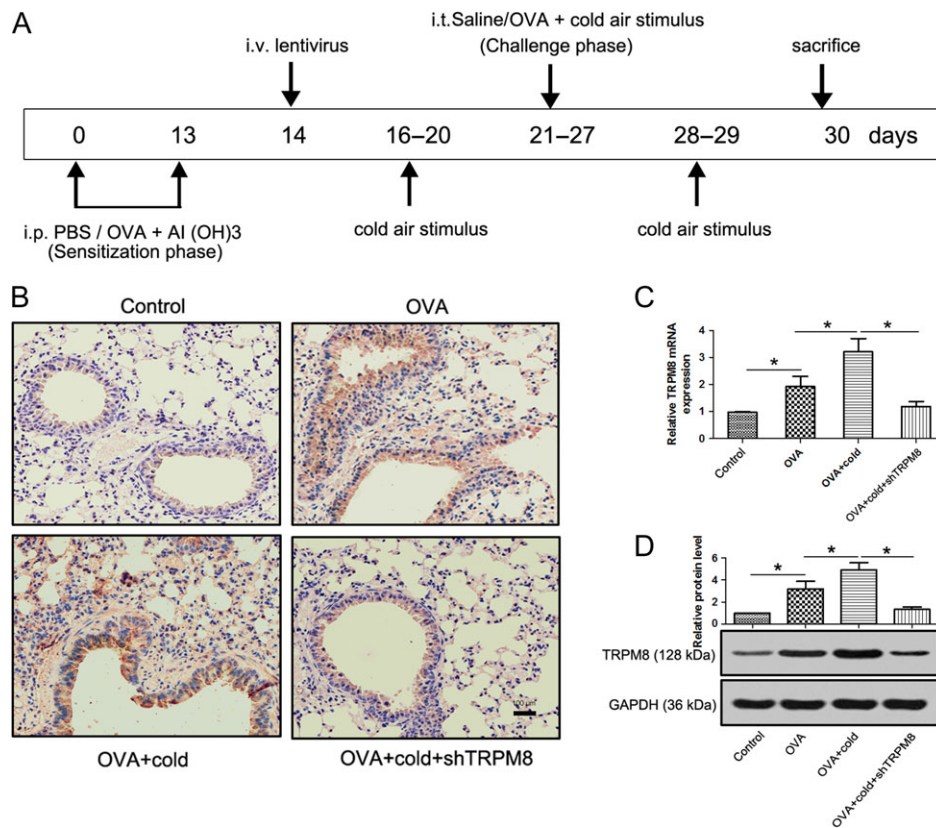 A
i.v. lentivirus
i.t.Saline/OVA + cold air stimulus
(Challenge phase)
sacrifice
0 13 14 16–20 21–27 28–29 30 days
i.p. PBS / OVA + Al (OH)3
(Sensitization phase)
cold air stimulus
cold air stimulus
B
Control
OVA
OVA+cold
OVA+cold+shTRPM8
100 μm
C
Relative TRPM8 mRNA
expression
4
3
2
1
0
*
*
*
Control
OVA
OVA+cold
OVA+cold+shTRPM8
D
Relative protein level
6
4
2
0
*
*
*
TRPM8 (128 kDa)
GAPDH (36 kDa)
Control
OVA
OVA+cold
OVA+cold+shTRPM8